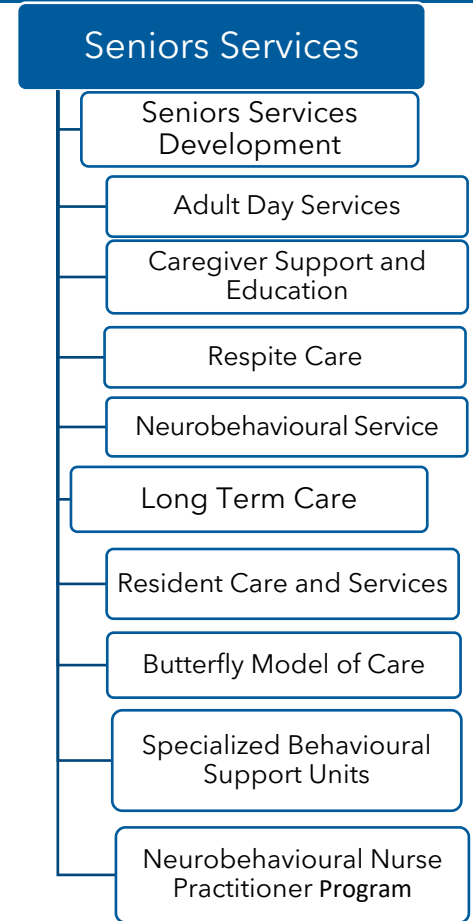 Seniors Services
Seniors Services
Development
Adult Day Services
Caregiver Support and
Education
Respite Care
Neurobehavioural Service
Long Term Care
Resident Care and Services
Butterfly Model of Care
Specialized Behavioural
Support Units
Neurobehavioural Nurse
Practitioner Program